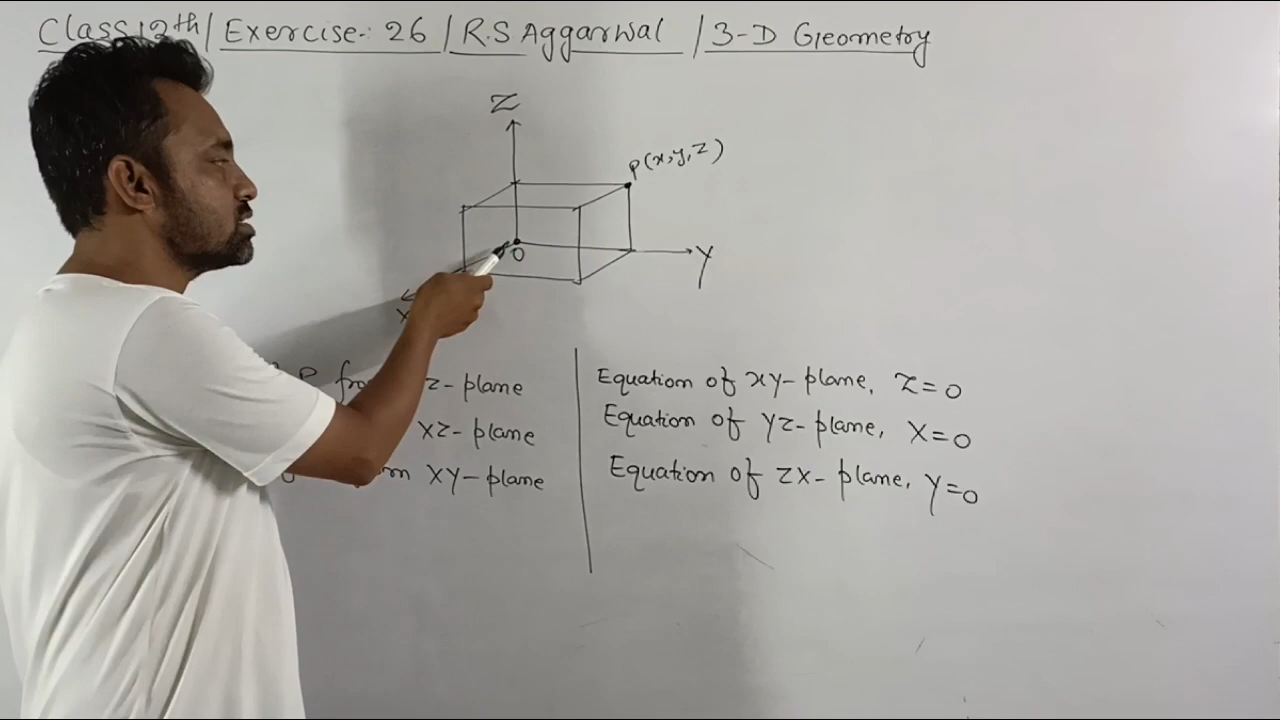 Class 12th / Exercise-: 26 / R.S Aggarwal / 3-D Geometry
Z
P(x,y,z)
O
Y
X
P from z-plane
XZ-plane
XY-plane
Equation of xy-plane, Z=0
Equation of YZ-plane, X=0
Equation of ZX-plane, Y=0